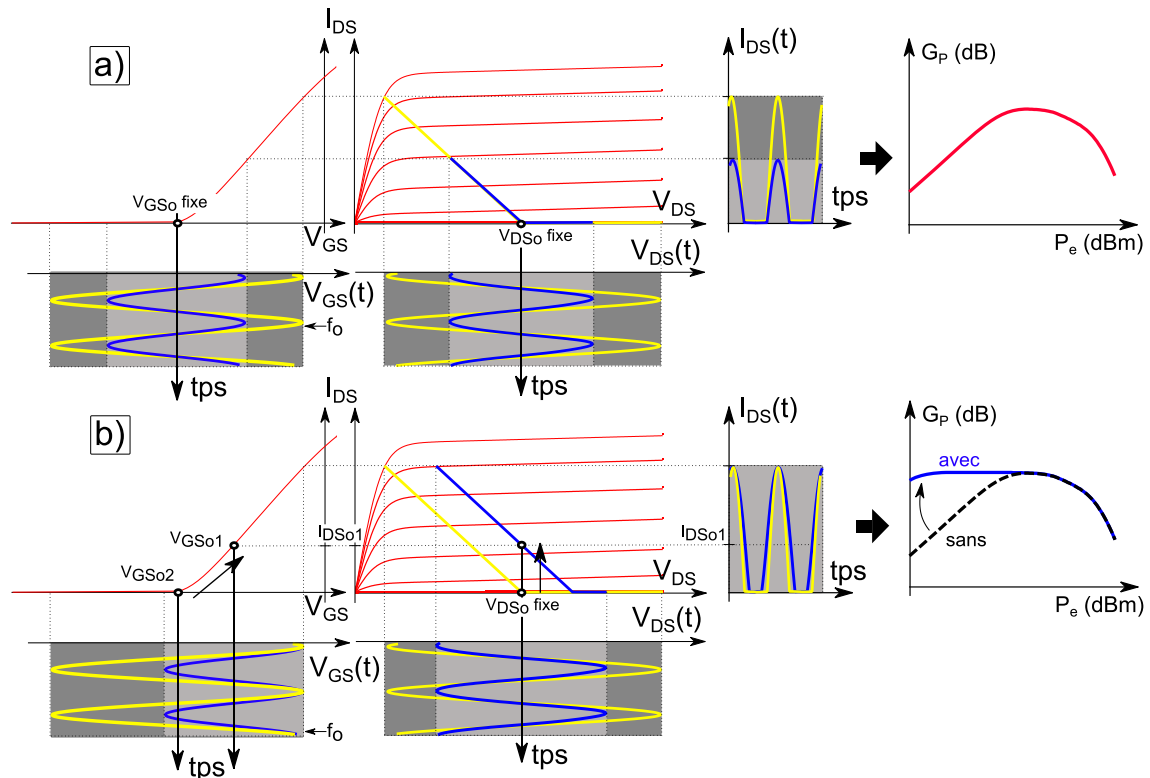 a)
I_DS
I_DS(t)
G_P (dB)
V_GSo fixe
V_GS
V_DS
V_DSo fixe
tps
P_e (dBm)
V_GS(t)
V_DS(t)
f_o
tps
tps
b)
I_DS
I_DS(t)
G_P (dB)
avec
sans
V_GSo1
I_DSo1
I_DSo1
V_GSo2
V_GS
V_DS
V_DSo fixe
tps
P_e (dBm)
V_GS(t)
V_DS(t)
f_o
tps
tps